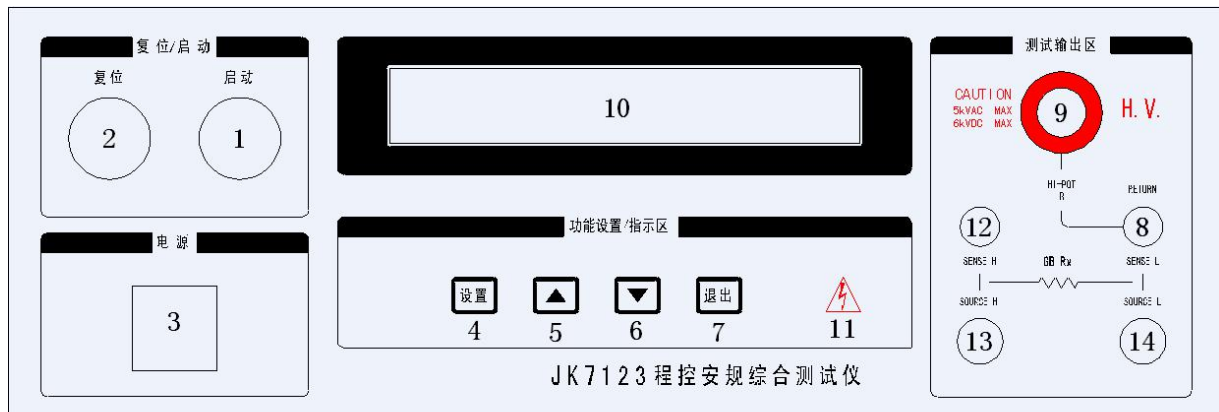 复位/启动
复位 启动
2 1
电 源
3
10
功能设置/指示区
设置 退出
4 5 6 7 11
JK7123程控安规综合测试仪
测试输出区
CAUTION
5kVAC MAX
6kVDC MAX
9
H.V.
HI-POT
R
RETURN
12 8
SENSE H GB Rx SENSE L
SOURCE H SOURCE L
13 14